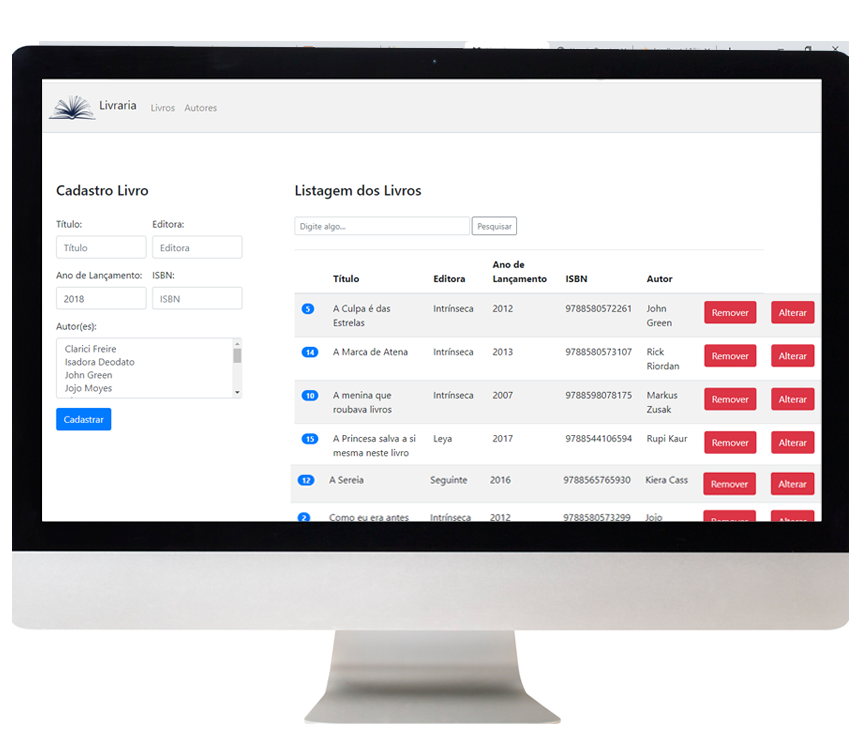 Livraria Livros Autores
Cadastro Livro
Título: Editora:
Título Editora
Ano de Lançamento: ISBN:
2018 ISBN
Autor(es):
Clarici Freire
Isadora Deodato
John Green
Jojo Moyes
Cadastrar
Listagem dos Livros
Digite algo... Pesquisar
Ano de
Título Editora Lançamento ISBN Autor
5 A Culpa é das Intrínseca 2012 9788580572261 John Remover Alterar
Estrelas Green
14 A Marca de Atena Intrínseca 2013 9788580573107 Rick Remover Alterar
Riordan
10 A menina que Intrínseca 2007 9788598078175 Markus Remover Alterar
roubava livros Zusak
15 A Princesa salva a si Leya 2017 9788544106594 Rupi Kaur Remover Alterar
mesma neste livro
12 A Sereia Seguinte 2016 9788565765930 Kiera Cass Remover Alterar
2 Como eu era antes Intrínseca 2012 9788580573299 Jojo Remover Alterar